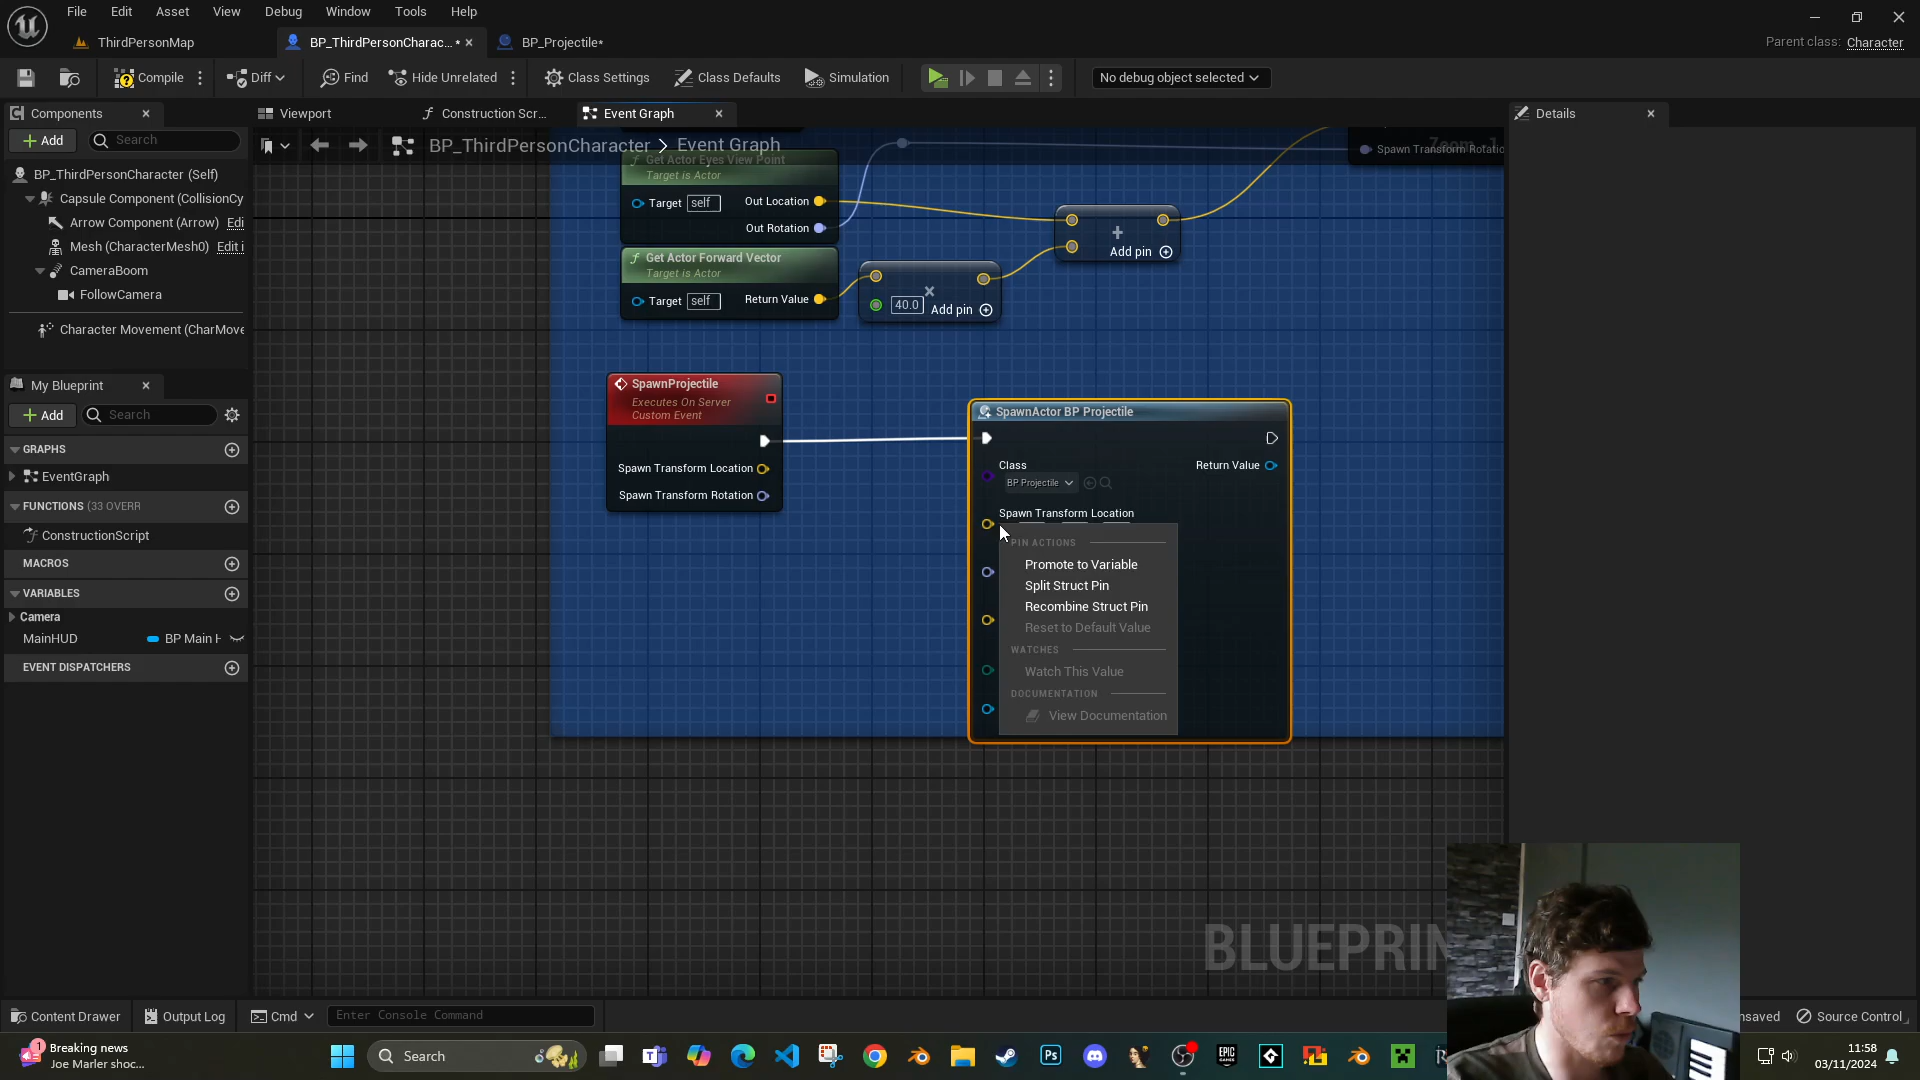 File Edit Asset View Debug Window Tools Help
ThirdPersonMap
BP_ThirdPersonCharac... *
BP_Projectile*
Parent class: Character
Compile
Diff
Find
Hide Unrelated
Class Settings
Class Defaults
Simulation
No debug object selected
Components
Viewport
Construction Scr...
Event Graph
Details
Add
Search
BP_ThirdPersonCharacter > Event Graph
BP_ThirdPersonCharacter (Self)
Capsule Component (CollisionCy
Arrow Component (Arrow) Edi
Mesh (CharacterMesh0) Edit i
CameraBoom
FollowCamera
Character Movement (CharMove
My Blueprint
Add
Search
GRAPHS
EventGraph
FUNCTIONS (33 OVERR
ConstructionScript
MACROS
VARIABLES
Camera
MainHUD
BP Main H
EVENT DISPATCHERS
Get Actor Eyes View Point
Target is Actor
Target self
Out Location
Out Rotation
Get Actor Forward Vector
Target is Actor
Target self
Return Value
40.0
Add pin
Add pin
Spawn Transform Rotatio
SpawnProjectile
Executes On Server
Custom Event
Spawn Transform Location
Spawn Transform Rotation
SpawnActor BP Projectile
Class
BP Projectile
Return Value
Spawn Transform Location
PIN ACTIONS
Promote to Variable
Split Struct Pin
Recombine Struct Pin
Reset to Default Value
WATCHES
Watch This Value
DOCUMENTATION
View Documentation
BLUEPRIN
Content Drawer
Output Log
Cmd
Enter Console Command
nsaved
Source Control
1
Breaking news
Joe Marler shoc...
Search
11:58
03/11/2024